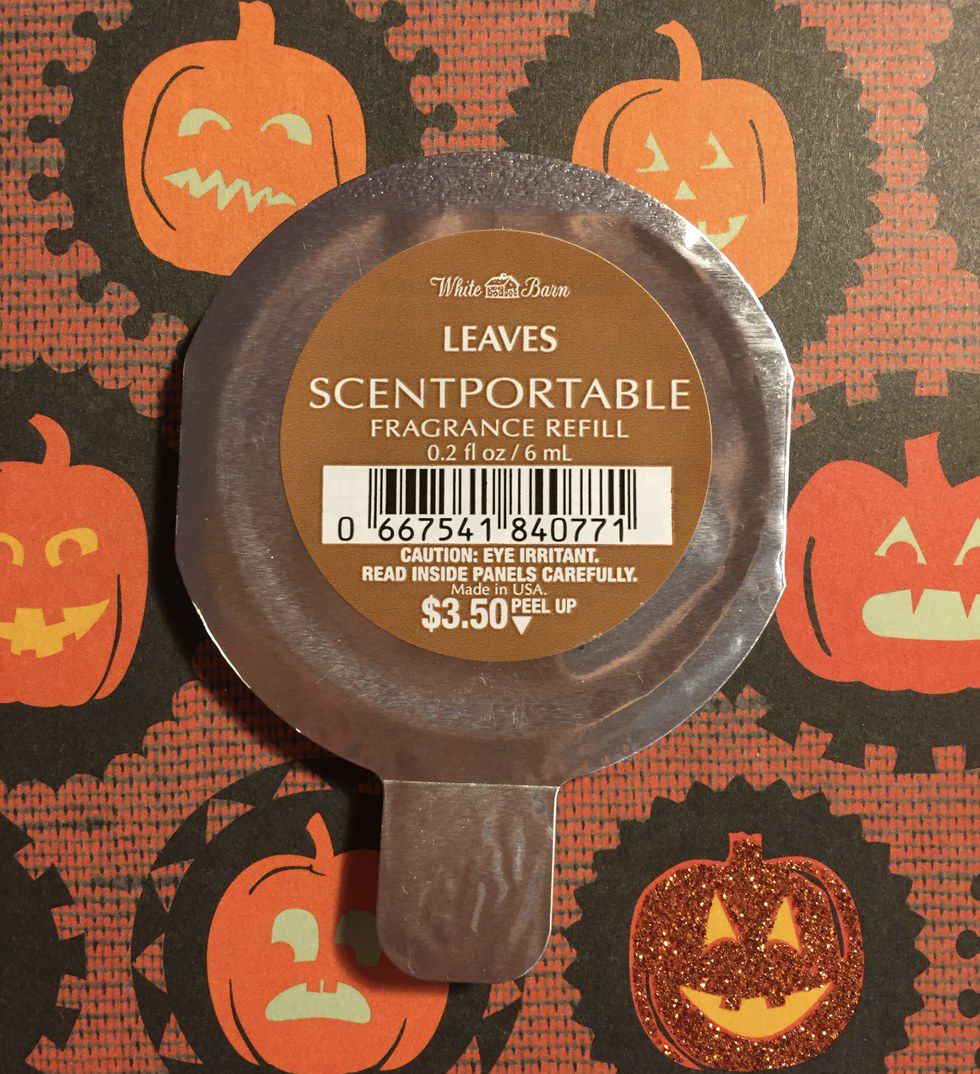 White Barn
LEAVES
SCENTPORTABLE
FRAGRANCE REFILL
0.2 fl oz / 6 mL
0 667541 840771
CAUTION: EYE IRRITANT.
READ INSIDE PANELS CAREFULLY.
Made in USA.
$3.50 PEEL UP